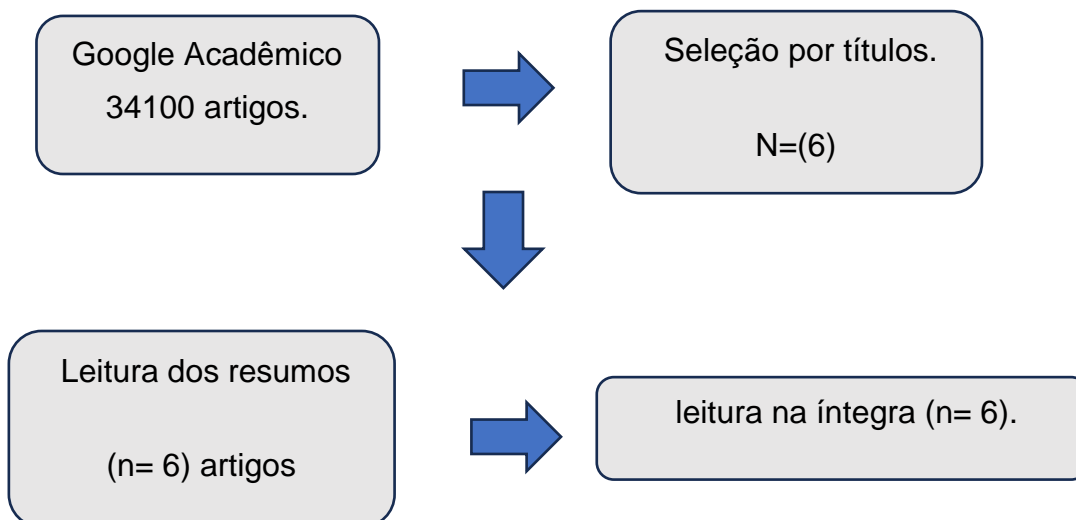 Google Acadêmico
34100 artigos.
Seleção por títulos.
N=(6)
Leitura dos resumos
(n= 6) artigos
leitura na íntegra (n= 6).